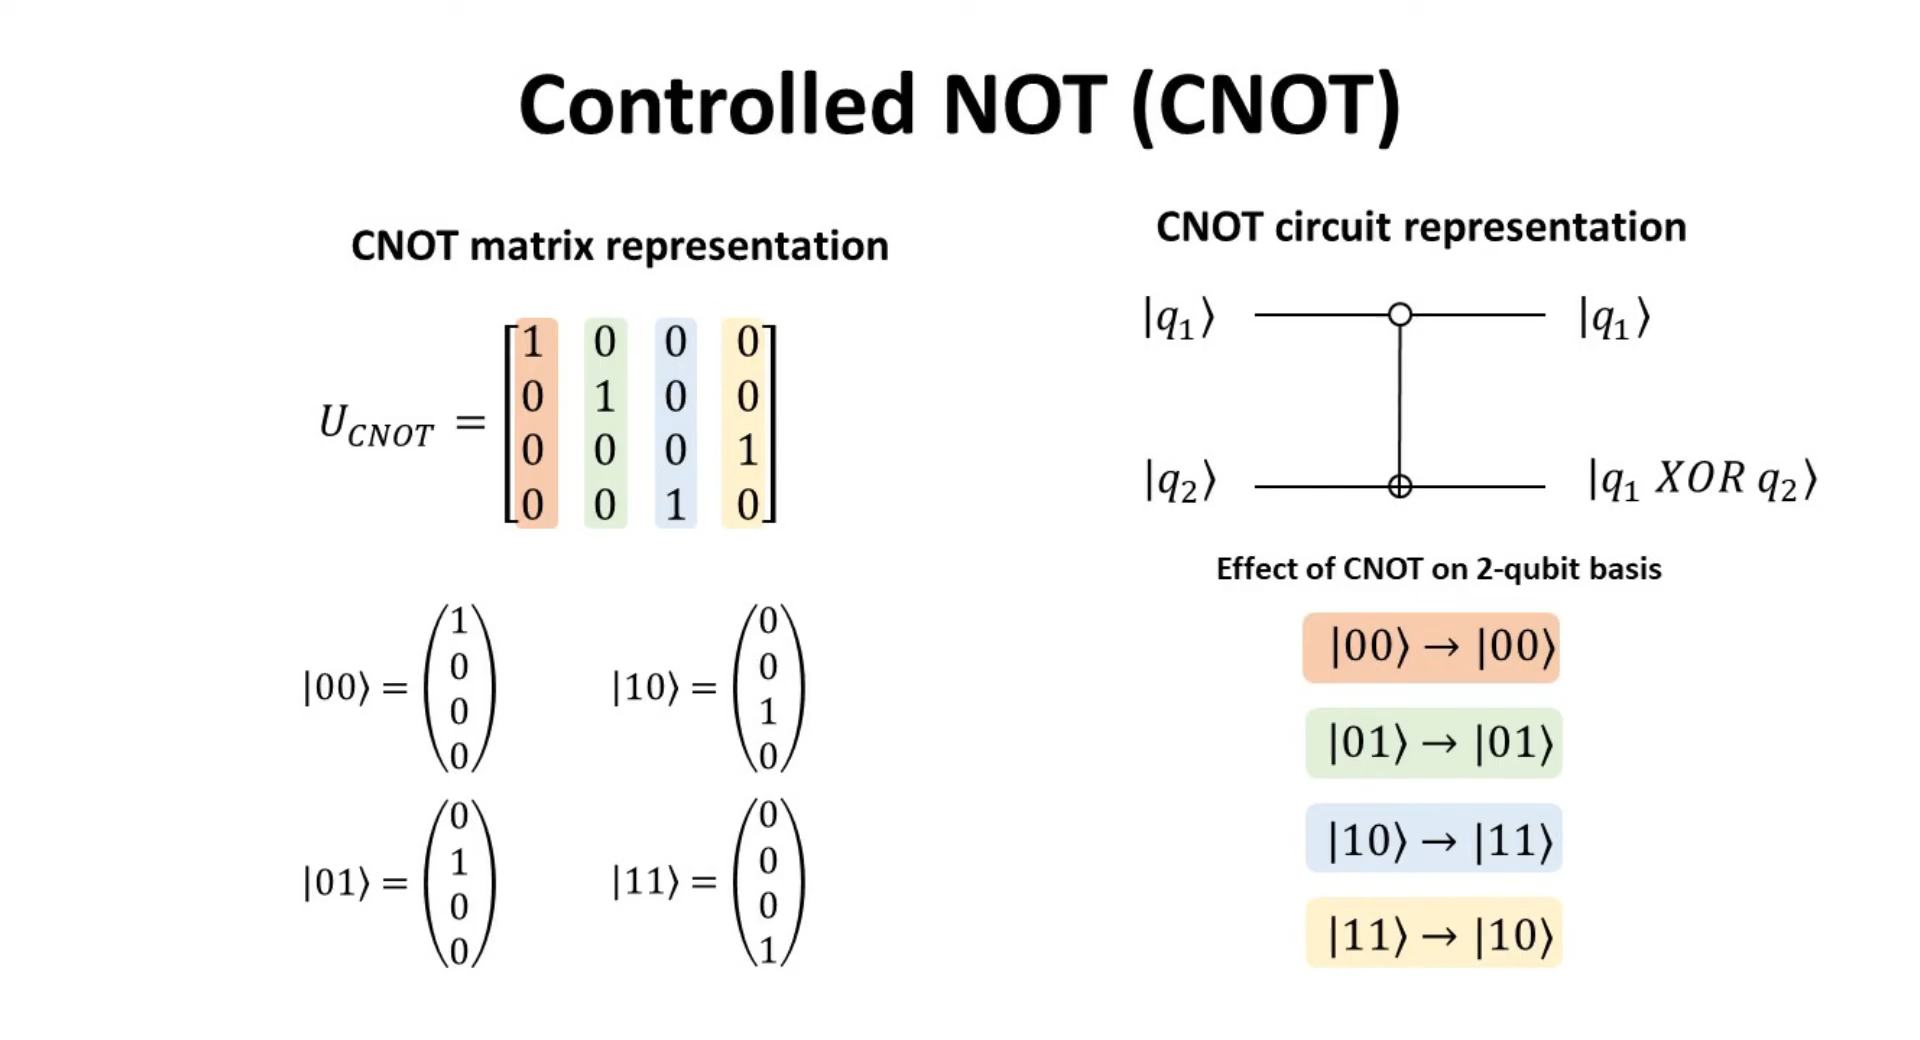 Controlled NOT (CNOT)
CNOT matrix representation
U_CNOT = [1 0 0 0
0 1 0 0
0 0 0 1
0 0 1 0]
|00⟩ = (1
0
0
0)
|10⟩ = (0
0
1
0)
|01⟩ = (0
1
0
0)
|11⟩ = (0
0
0
1)
CNOT circuit representation
|q₁⟩ |q₁⟩
|q₂⟩ |q₁ XOR q₂⟩
Effect of CNOT on 2-qubit basis
|00⟩ → |00⟩
|01⟩ → |01⟩
|10⟩ → |11⟩
|11⟩ → |10⟩